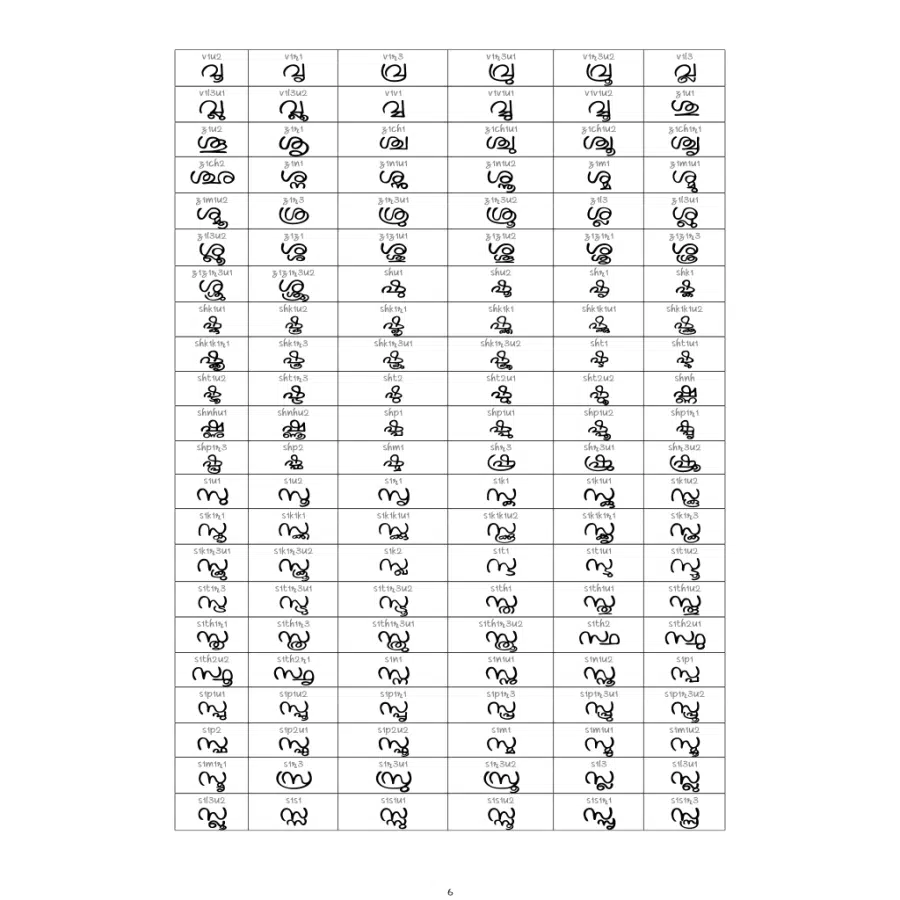 v1u2 v1r1 v1r3 v1r3u1 v1r3u2 v1l3
വൂ വൃ വ്ര വ്രു വ്രൂ വ്ല
v1l3u1 v1l3u2 v1v1 v1v1u1 v1v1u2 z1u1
വ്ലു വ്ലൂ വ്വ വ്വു വ്വൂ ശു
z1u2 z1r1 z1ch1 z1ch1u1 z1ch1u2 z1ch1r1
ശൂ ശൃ ശ്ച ശ്ചു ശ്ചൂ ശ്ചൃ
z1ch2 z1n1 z1n1u1 z1n1u2 z1m1 z1m1u1
ശ്ഛ ശ്ന ശ്നു ശ്നൂ ശ്മ ശ്മു
z1m1u2 z1r3 z1r3u1 z1r3u2 z1l3 z1l3u1
ശ്മൂ ശ്ര ശ്രു ശ്രൂ ശ്ല ശ്ലു
z1l3u2 z1z1 z1z1u1 z1z1u2 z1z1r1 z1z1r3
ശ്ലൂ ശ്ശ ശ്ശു ശ്ശൂ ശ്ശൃ ശ്ശ്ര
z1z1r3u1 z1z1r3u2 shu1 shu2 shr1 shk1
ശ്ശ്രു ശ്ശ്രൂ ഷു ഷൂ ഷൃ ഷ്ക
shk1u1 shk1u2 shk1r1 shk1k1 shk1k1u1 shk1k1u2
ഷ്കു ഷ്കൂ ഷ്കൃ ഷ്ക്ക ഷ്ക്കു ഷ്ക്കൂ
shk1k1r1 shk1r3 shk1r3u1 shk1r3u2 sht1 sht1u1
ഷ്ക്കൃ ഷ്ക്ര ഷ്ക്രു ഷ്ക്രൂ ഷ്ട ഷ്ടു
sht1u2 sht1r3 sht2 sht2u1 sht2u2 shnh
ഷ്ടൂ ഷ്ട്ര ഷ്ഠ ഷ്ഠു ഷ്ഠൂ ഷ്ണ
shnhu1 shnhu2 shp1 shp1u1 shp1u2 shp1r1
ഷ്ണു ഷ്ണൂ ഷ്പ ഷ്പു ഷ്പൂ ഷ്പൃ
shp1r3 shp2 shm1 shr3 shr3u1 shr3u2
ഷ്പ്ര ഷ്ഫ ഷ്മ ഷ്ര ഷ്രു ഷ്രൂ
s1u1 s1u2 s1r1 s1k1 s1k1u1 s1k1u2
സു സൂ സൃ സ്ക സ്കു സ്കൂ
s1k1r1 s1k1k1 s1k1k1u1 s1k1k1u2 s1k1k1r1 s1k1r3
സ്കൃ സ്ക്ക സ്ക്കു സ്ക്കൂ സ്ക്കൃ സ്ക്ര
s1k1r3u1 s1k1r3u2 s1k2 s1t1 s1t1u1 s1t1u2
സ്ക്രു സ്ക്രൂ സ്ഖ സ്ട സ്ടു സ്ടൂ
s1t1r3 s1t1r3u1 s1t1r3u2 s1th1 s1th1u1 s1th1u2
സ്ട്ര സ്ട്രു സ്ട്രൂ സ്ത സ്തു സ്തൂ
s1th1r1 s1th1r3 s1th1r3u1 s1th1r3u2 s1th2 s1th2u1
സ്തൃ സ്ത്ര സ്ത്രു സ്ത്രൂ സ്ഥ സ്ഥു
s1th2u2 s1th2r1 s1n1 s1n1u1 s1n1u2 s1p1
സ്ഥൂ സ്ഥൃ സ്ന സ്നു സ്നൂ സ്പ
s1p1u1 s1p1u2 s1p1r1 s1p1r3 s1p1r3u1 s1p1r3u2
സ്പു സ്പൂ സ്പൃ സ്പ്ര സ്പ്രു സ്പ്രൂ
s1p2 s1p2u1 s1p2u2 s1m1 s1m1u1 s1m1u2
സ്ഫ സ്ഫു സ്ഫൂ സ്മ സ്മു സ്മൂ
s1m1r1 s1r3 s1r3u1 s1r3u2 s1l3 s1l3u1
സ്മൃ സ്ര സ്രു സ്രൂ സ്ല സ്ലു
s1l3u2 s1s1 s1s1u1 s1s1u2 s1s1r1 s1s1r3
സ്ലൂ സ്സ സ്സു സ്സൂ സ്സൃ സ്സ്ര
6